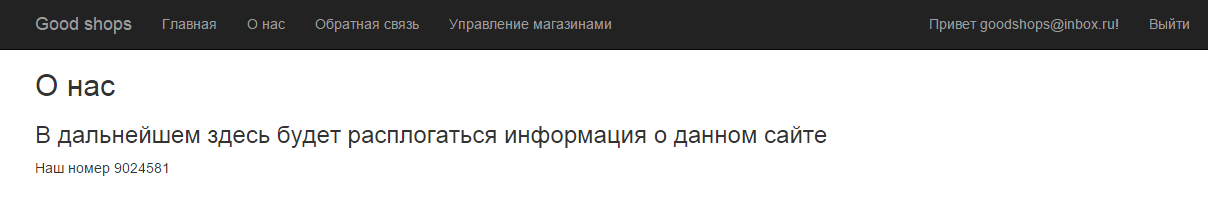 Good shops Главная О нас Обратная связь Управление магазинами Привет goodshops@inbox.ru! Выйти
О нас
В дальнейшем здесь будет расплогаться информация о данном сайте
Наш номер 9024581